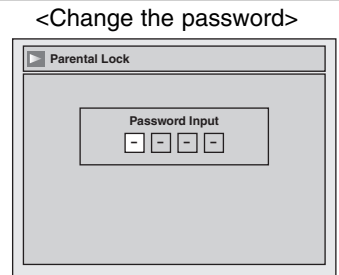 <Change the password>
Parental Lock
Password Input
- - - -